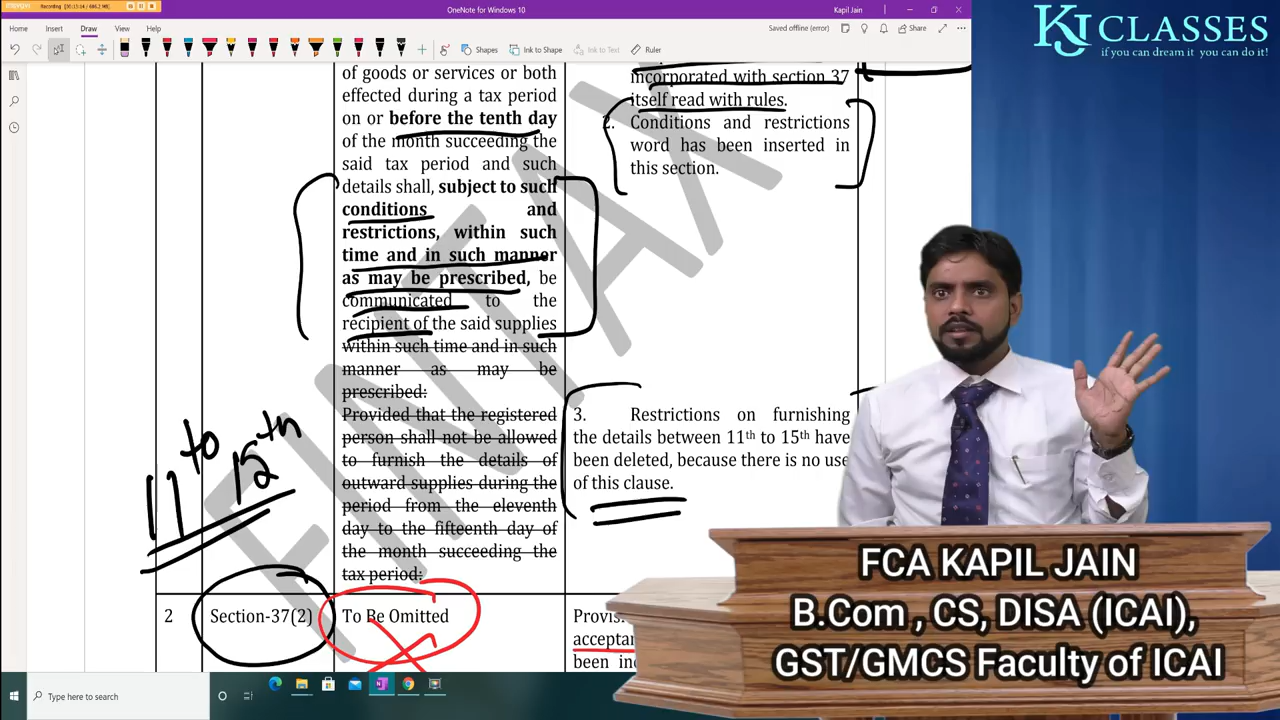 Recording
OneNote for Windows 10
Kapil Jain
Home Insert Draw Help View
Saved offline (error)
Share
Shapes
Ink to Shape
Ink to Text
Ruler
KJ CLASSES
if you can dream it you can do it!
of goods or services or both
effected during a tax period
on or before the tenth day
of the month succeeding the
said tax period and such
details shall, subject to such
conditions and
restrictions, within such
time and in such manner
as may be prescribed, be
communicated to the
recipient of the said supplies
within such time and in such
manner as may be
prescribed:
Provided that the registered
person shall not be allowed
to furnish the details of
outward supplies during the
period from the eleventh
day to the fifteenth day of
the month succeeding the
tax period:
incorporated with section 37
itself read with rules.
2. Conditions and restrictions
word has been inserted in
this section.
3. Restrictions on furnishing
the details between 11th to 15th have
been deleted, because there is no use
of this clause.
11 to 15th
2 Section-37(2) To Be Omitted
been
FINTAX
FCA KAPIL JAIN
B.Com , CS, DISA (ICAI),
GST/GMCS Faculty of ICAI
Type here to search